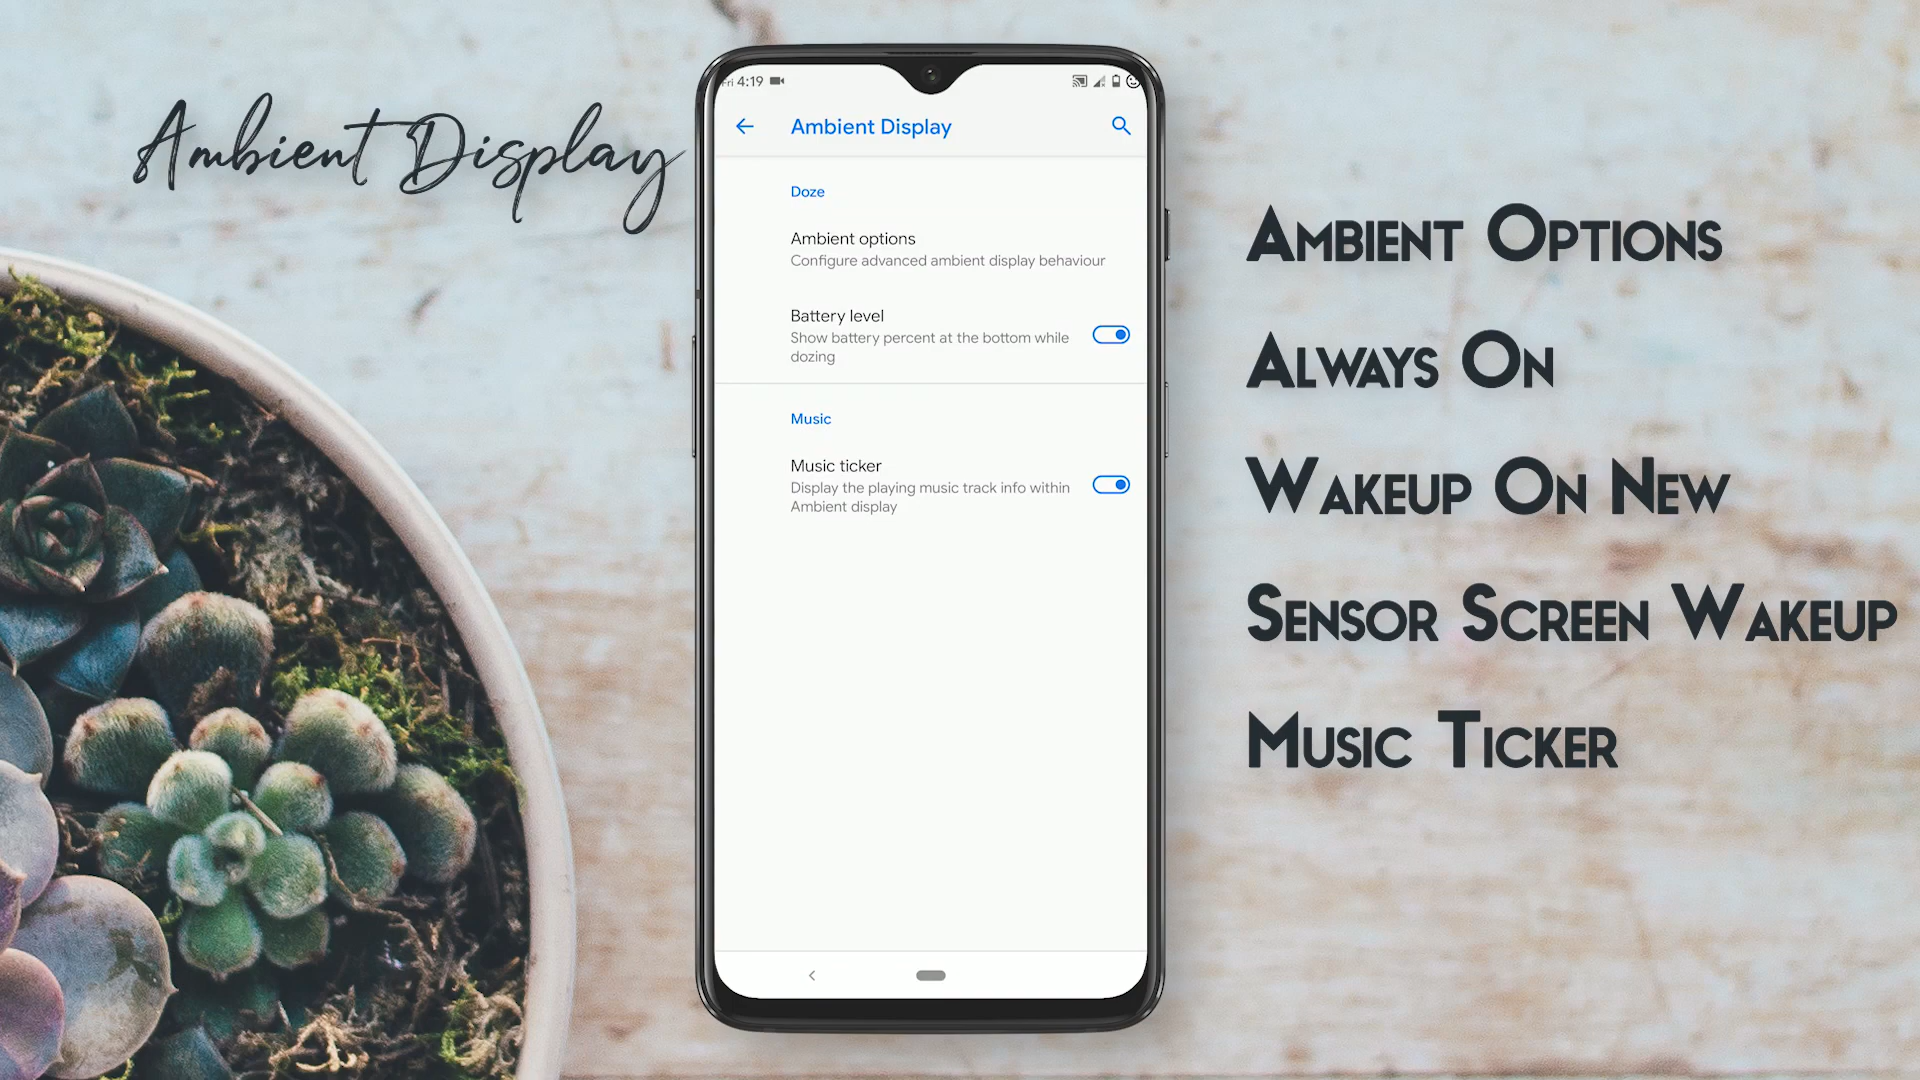 Ambient Display
Fri 4:19
Ambient Display
Doze
Ambient options
Configure advanced ambient display behaviour
Battery level
Show battery percent at the bottom while
dozing
Music
Music ticker
Display the playing music track info within
Ambient display
Ambient Options
Always On
Wakeup On New
Sensor Screen Wakeup
Music Ticker